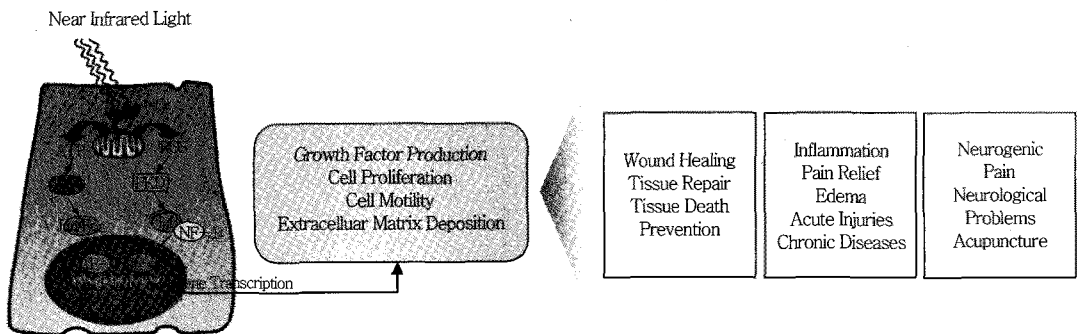 Near Infrared Light
NF
Gene Transcription
Growth Factor Production
Cell Proliferation
Cell Motility
Extracelluar Matrix Deposition
Wound Healing
Tissue Repair
Tissue Death
Prevention
Inflammation
Pain Relief
Edema
Acute Injuries
Chronic Diseases
Neurogenic
Pain
Neurological
Problems
Acupuncture